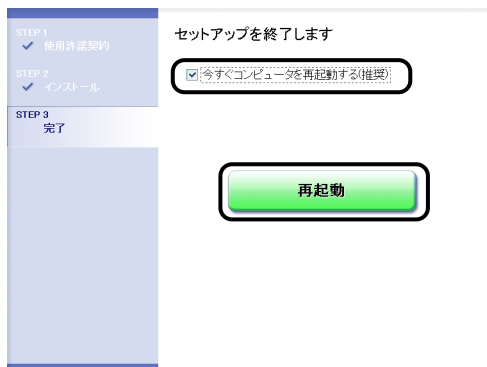 STEP 1
使用許諾契約
STEP 2
インストール
STEP 3
完了
セットアップを終了します
今すぐコンピュータを再起動する(推奨)
再起動